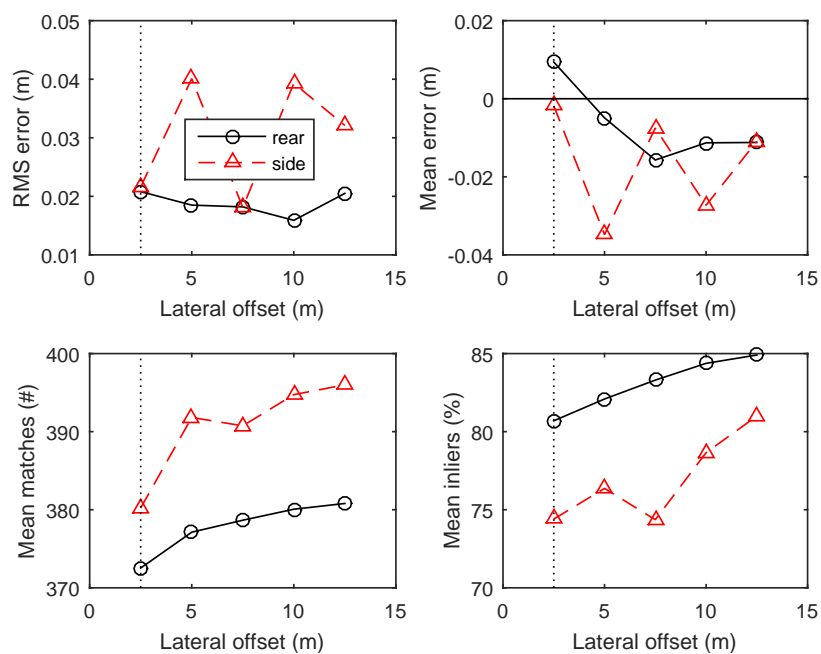 0.05
0.04
0.03
0.02
0.01
RMS error (m)
rear
side
0 5 10 15
Lateral offset (m)
0.02
0
-0.02
-0.04
Mean error (m)
0 5 10 15
Lateral offset (m)
400
390
380
370
Mean matches (#)
0 5 10 15
Lateral offset (m)
85
80
75
70
Mean inliers (%)
0 5 10 15
Lateral offset (m)